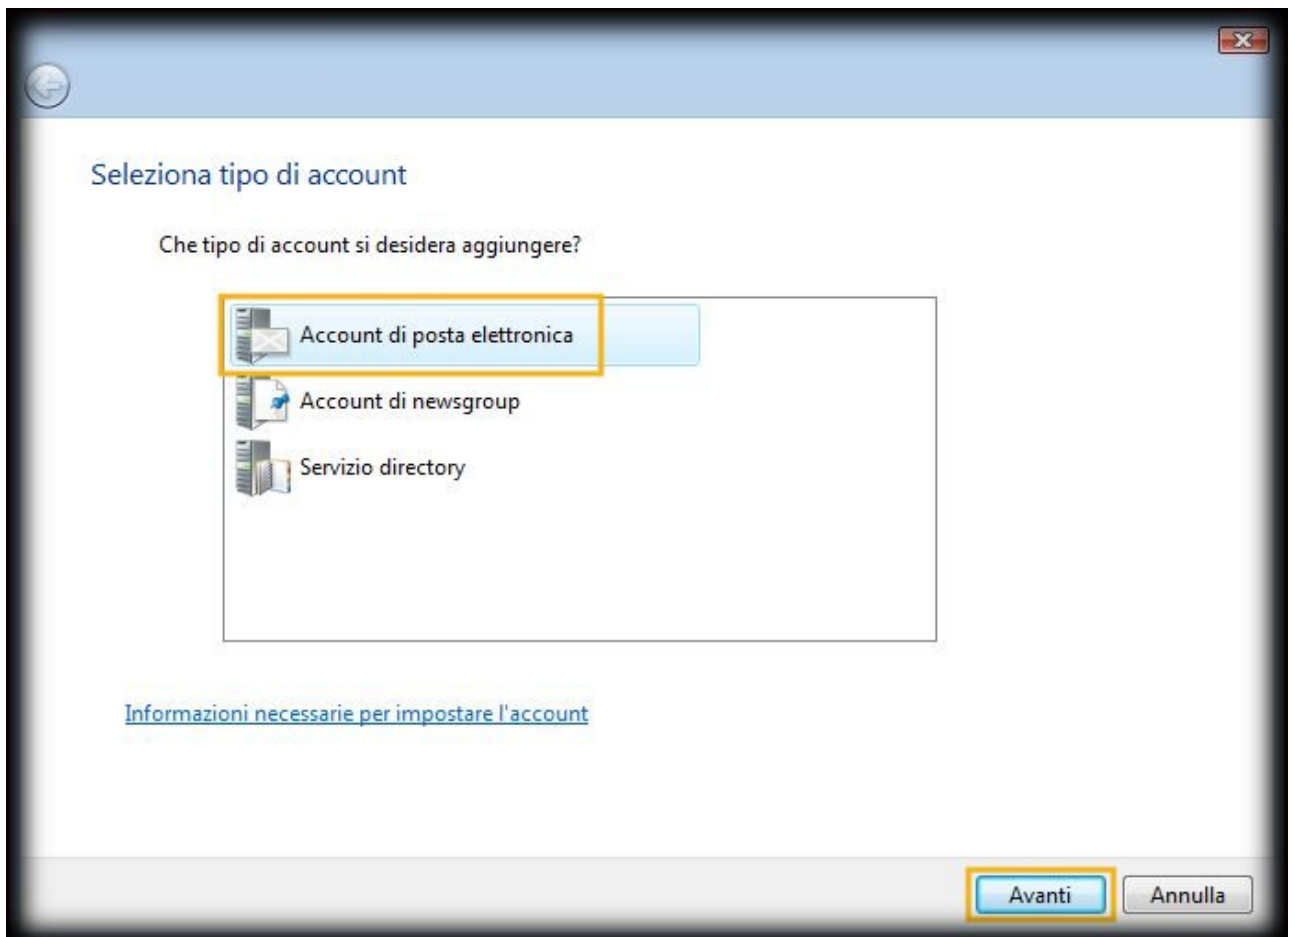 Seleziona tipo di account
Che tipo di account si desidera aggiungere?
Account di posta elettronica
Account di newsgroup
Servizio directory
Informazioni necessarie per impostare l'account
Avanti
Annulla